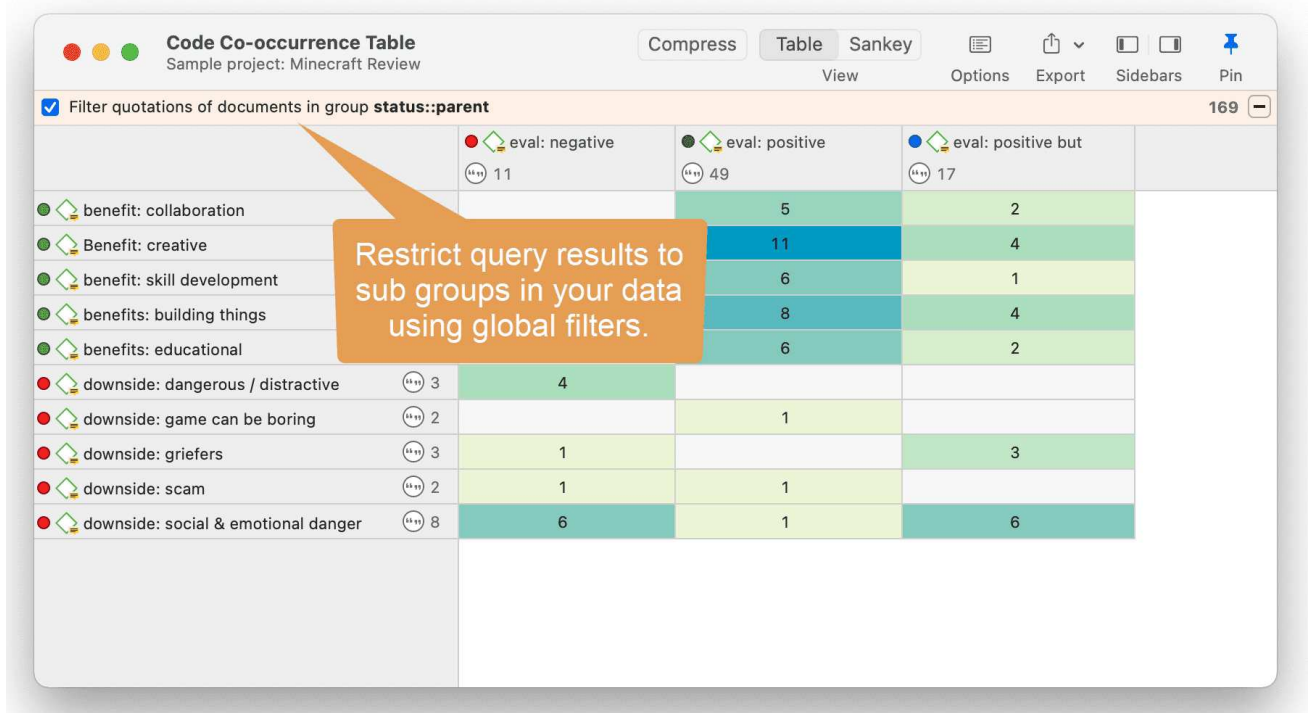 Code Co-occurrence Table
Sample project: Minecraft Review
Compress Table Sankey
View Options Export Sidebars Pin
Filter quotations of documents in group status::parent 169
eval: negative eval: positive eval: positive but
11 49 17
benefit: collaboration 5 2
Benefit: creative 11 4
benefit: skill development 6 1
benefits: building things 8 4
benefits: educational 6 2
Restrict query results to
sub groups in your data
using global filters.
downside: dangerous / distractive 3 4
downside: game can be boring 2 1
downside: griefers 3 1 3
downside: scam 2 1 1
downside: social & emotional danger 8 6 1 6